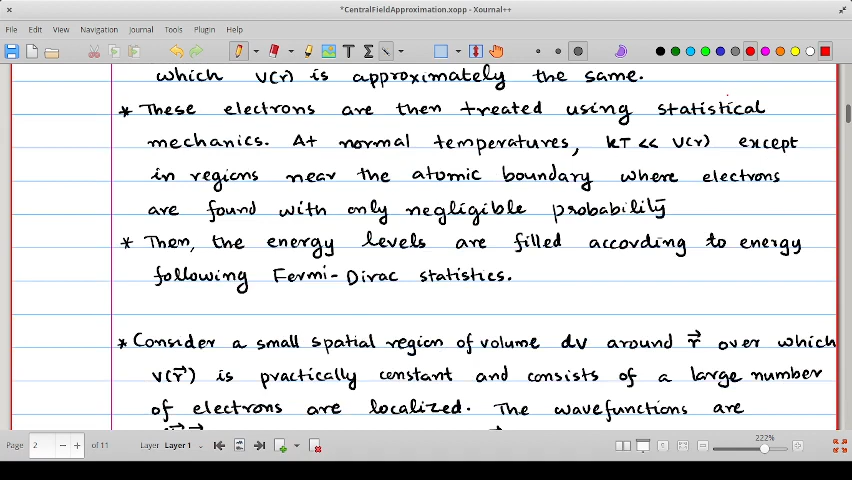 *CentralFieldApproximation.xopp - Xournal++
File Edit View Navigation Journal Tools Plugin Help
which V(r) is approximately the same.
* These electrons are then treated using statistical
mechanics. At normal temperatures, kT << V(r) except
in regions near the atomic boundary where electrons
are found with only negligible probability
* Then, the energy levels are filled according to energy
following Fermi-Dirac statistics.
* Consider a small spatial region of volume dV around r⃗ over which
V(r⃗) is practically constant and consists of a large number
of electrons are localized. The wavefunctions are
Page 2 of 11 Layer Layer 1 222%